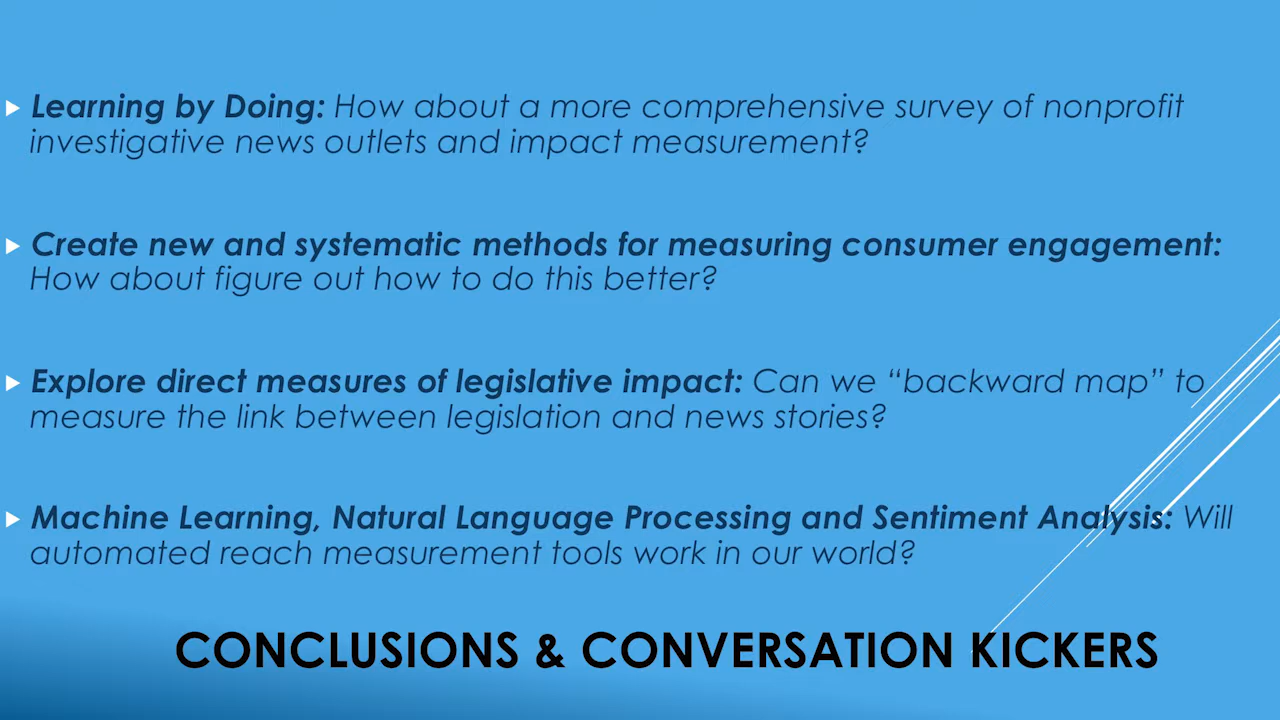 Learning by Doing: How about a more comprehensive survey of nonprofit
investigative news outlets and impact measurement?
Create new and systematic methods for measuring consumer engagement:
How about figure out how to do this better?
Explore direct measures of legislative impact: Can we “backward map” to
measure the link between legislation and news stories?
Machine Learning, Natural Language Processing and Sentiment Analysis: Will
automated reach measurement tools work in our world?
CONCLUSIONS & CONVERSATION KICKERS